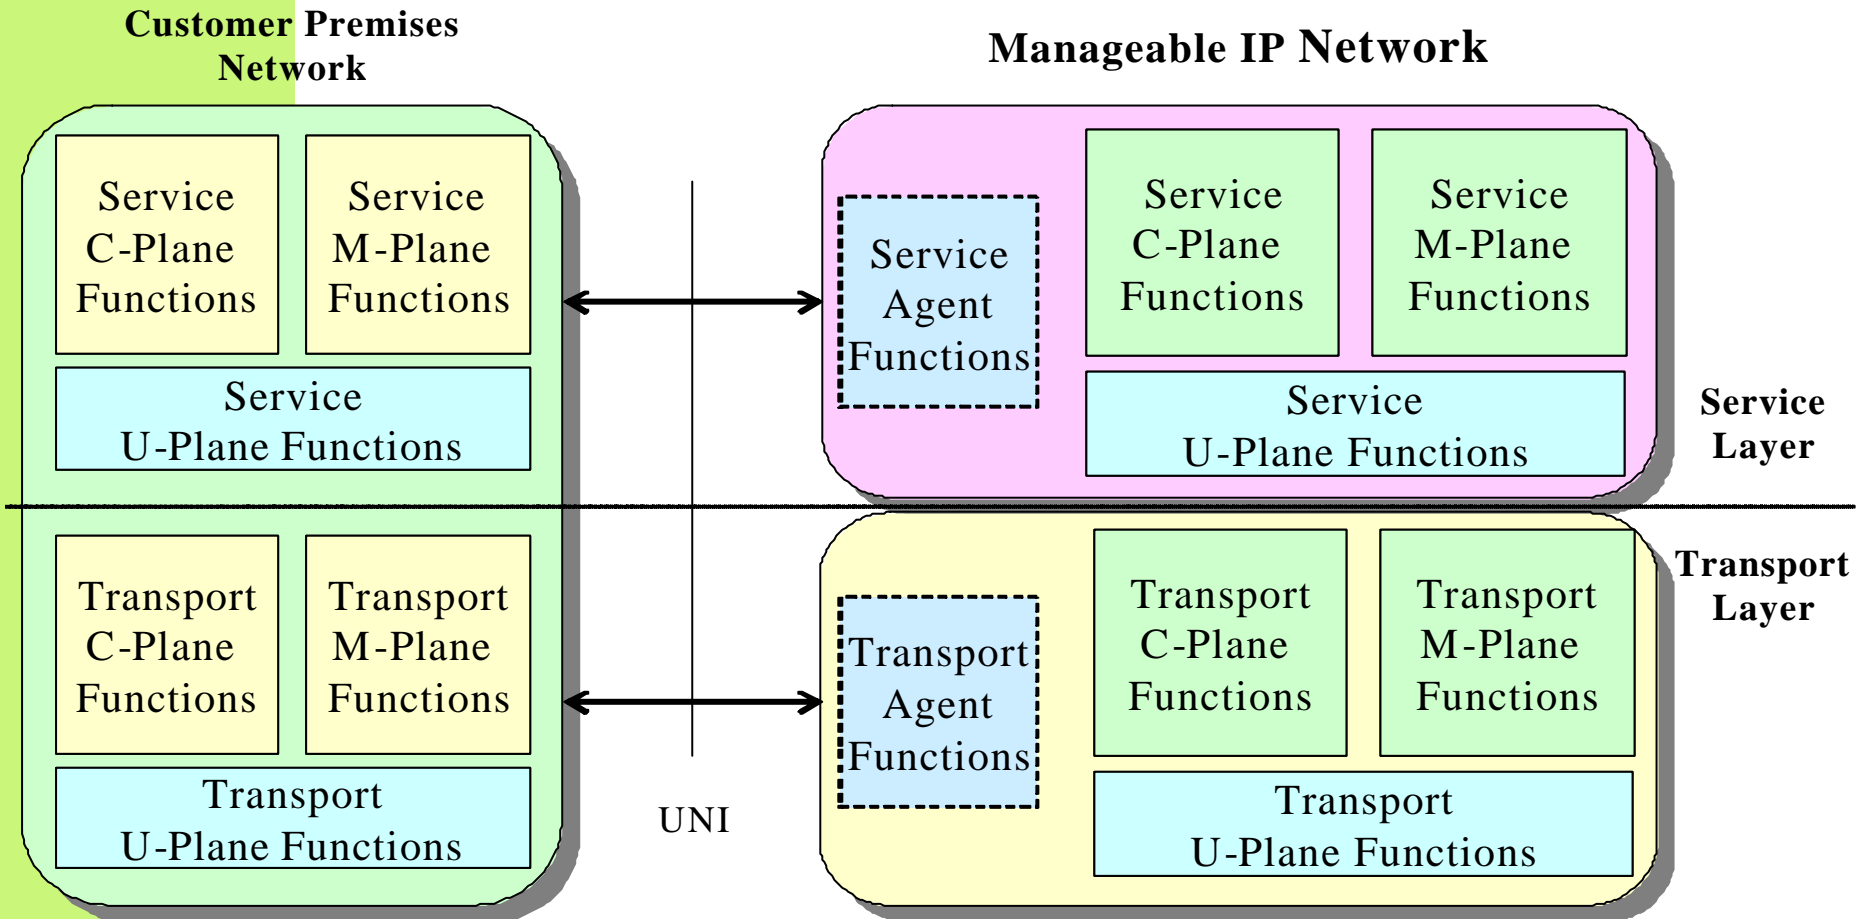 Customer Premises
Network
Manageable IP Network
Service
C-Plane
Functions
Service
M-Plane
Functions
Service
U-Plane Functions
Transport
C-Plane
Functions
Transport
M-Plane
Functions
Transport
U-Plane Functions
UNI
Service
Agent
Functions
Service
C-Plane
Functions
Service
M-Plane
Functions
Service
U-Plane Functions
Service
Layer
Transport
Agent
Functions
Transport
C-Plane
Functions
Transport
M-Plane
Functions
Transport
U-Plane Functions
Transport
Layer